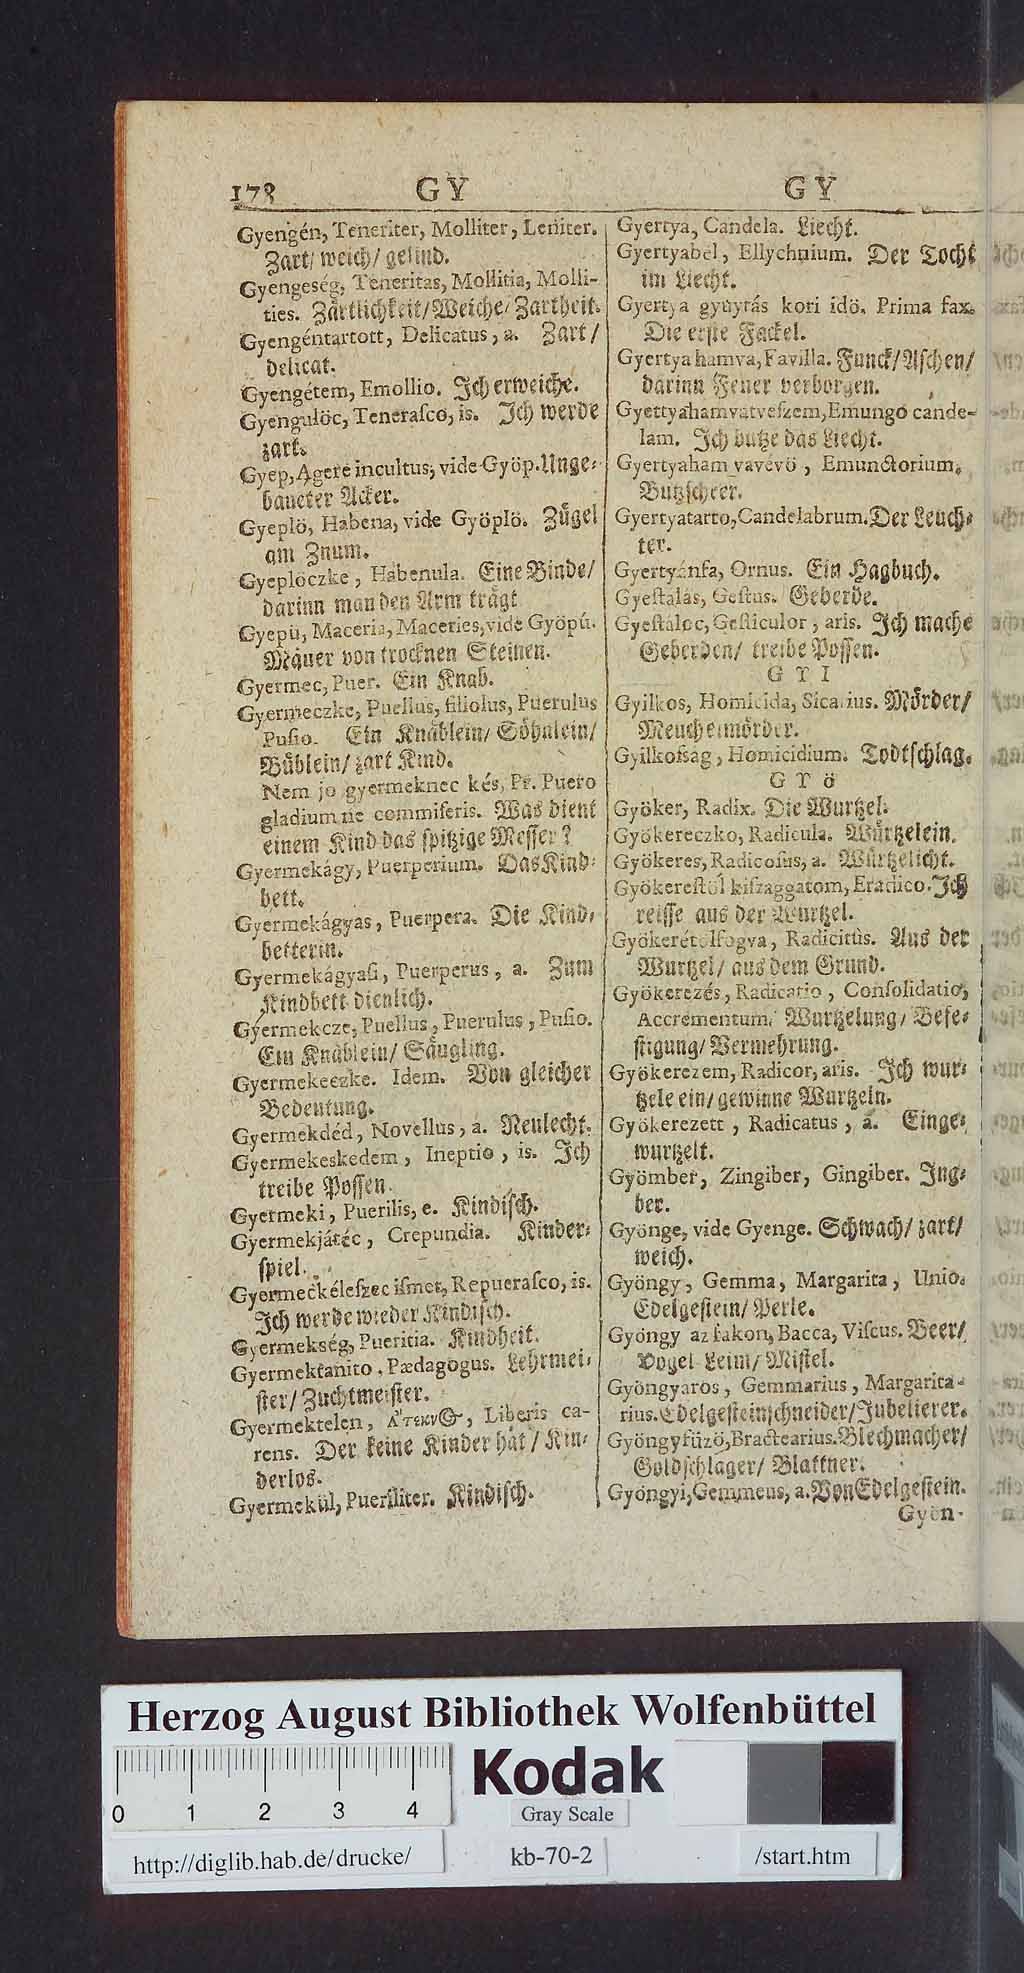 178 GY GY
Gyengén, Teneriter, Molliter, Leniter.
Zart/ weich/ gelind.
Gyengeség, Teneritas, Mollitia, Molli-
ties. Zärtlichkeit/ Weiche/ Zartheit.
Gyengéntartott, Delicatus, a. Zart/
delicat.
Gyengétem, Emollio. Ich erweiche.
Gyengulöc, Tenerasco, is. Ich werde
zart.
Gyep, Agere incultus, vide Gyöp. Unge-
baueter Acker.
Gyeplö, Habena, vide Gyöplö. Zügel
am Znum.
Gyeplöczke, Habenula. Eine Binde/
darinn man den Arm trägt
Gyepü, Maceria, Maceries, vide Gyöpü.
Mäuer von trocknen Steinen.
Gyermec, Puer. Ein Knab.
Gyermeczke, Puellus, filiolus, Puerulus
Pusio. Ein Knäblein/ Söhnlein/
Büblein/ zart Kind.
Nem jo gyermeknec kés, Pr. Puero
gladium ne commiseris. Was dient
einem Kind das spitzige Messer?
Gyermekágy, Puerperium. Das Kind-
bett.
Gyermekágyas, Puerpera. Die Kind-
betterin.
Gyermekágyasi, Puerperus, a. Zum
Kindbett dienlich.
Gyermekcze, Puellus, Puerulus, Pusio.
Ein Knäblein/ Säugling.
Gyermekeczke. Idem. Von gleicher
Bedeutung.
Gyermekdéd, Novellus, a. Neulecht.
Gyermekeskedem, Ineptio, is. Ich
treibe Possen.
Gyermeki, Puerilis, e. Kindisch.
Gyermekjátéc, Crepundia. Kinder-
spiel.
Gyermeckéleszec ismet, Repuerasco, is.
Ich werde wieder Kindisch.
Gyermekség, Pueritia. Kindheit.
Gyermektanito, Pædagogus. Lehrmei-
ster/ Zuchtmeister.
Gyermektelen, Ἄτεκνος, Liberis ca-
rens. Der keine Kinder hat/ Kin-
derlos.
Gyermekül, Pueriliter. Kindisch.
Gyertya, Candela. Liecht.
Gyertyabél, Ellychnium. Der Tocht
im Liecht.
Gyertya gyuytás kori idö. Prima fax.
Die erste Fackel.
Gyertya hamva, Favilla. Funck/ Aschen/
darinn Feuer verborgen.
Gyettyahamvatveszem, Emungo cande-
lam. Ich butze das Liecht.
Gyertyaham vavévö, Emunctorium.
Butzscheer.
Gyertyatarto, Candelabrum. Der Leuch-
ter.
Gyertyánfa, Ornus. Ein Hagbuch.
Gyestalás, Gestus. Geberde.
Gyestáloc, Gesticulor, aris. Ich mache
Geberden/ treibe Possen.
G Y I
Gyilkos, Homicida, Sicarius. Mörder/
Meuchelmörder.
Gyilkosság, Homicidium. Todtschlag.
G Y Ö
Gyöker, Radix. Die Wurtzel.
Gyökereczko, Radicula. Würtzelein.
Gyökeres, Radicosus, a. Würtzelicht.
Gyökerestöl kiszaggatom, Eradico. Ich
reisse aus der Wurtzel.
Gyökerétölfogva, Radicitùs. Aus der
Wurtzel/ aus dem Grund.
Gyökerezés, Radicatio, Consolidatio,
Accrementum. Wurtzelung/ Befe-
stigung/ Vermehrung.
Gyökerezem, Radicor, aris. Ich wur-
tzele ein/ gewinne Wurtzeln.
Gyökerezett, Radicatus, a. Einge-
wurtzelt.
Gyömber, Zingiber, Gingiber. Ing-
ber.
Gyönge, vide Gyenge. Schwach/ zart/
weich.
Gyöngy, Gemma, Margarita, Unio.
Edelgestein/ Perle.
Gyöngy az fakon, Bacca, Viscus. Beer/
Vogel-Leim/ Mistel.
Gyöngyaros, Gemmarius, Margarita-
rius. Edelgesteinschneider/ Jubelierer.
Gyöngyfüzö, Bractearius. Blechmacher/
Goldschlager/ Blattner.
Gyöngyi, Gemmeus, a. Von Edelgestein.
Gyön-
Herzog August Bibliothek Wolfenbüttel
Kodak
0 1 2 3 4
Gray Scale
http://diglib.hab.de/drucke/ kb-70-2 /start.htm